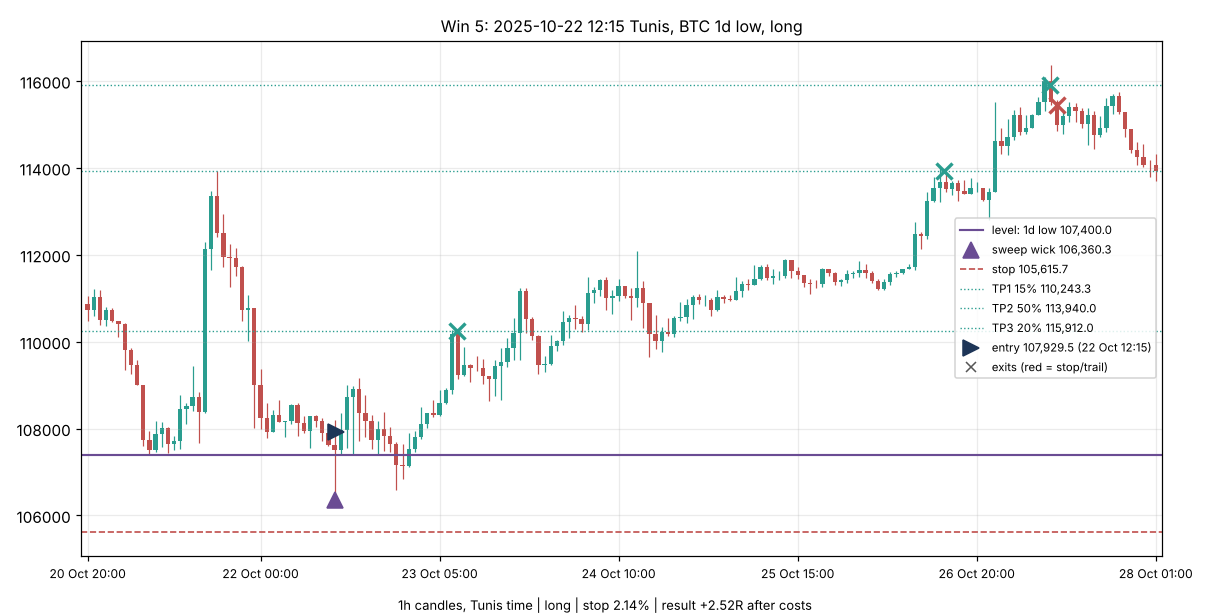 Win 5: 2025-10-22 12:15 Tunis, BTC 1d low, long
116000
114000
112000
110000
108000
106000
level: 1d low 107,400.0
sweep wick 106,360.3
stop 105,615.7
TP1 15% 110,243.3
TP2 50% 113,940.0
TP3 20% 115,912.0
entry 107,929.5 (22 Oct 12:15)
exits (red = stop/trail)
20 Oct 20:00
22 Oct 00:00
23 Oct 05:00
24 Oct 10:00
25 Oct 15:00
26 Oct 20:00
28 Oct 01:00
1h candles, Tunis time | long | stop 2.14% | result +2.52R after costs